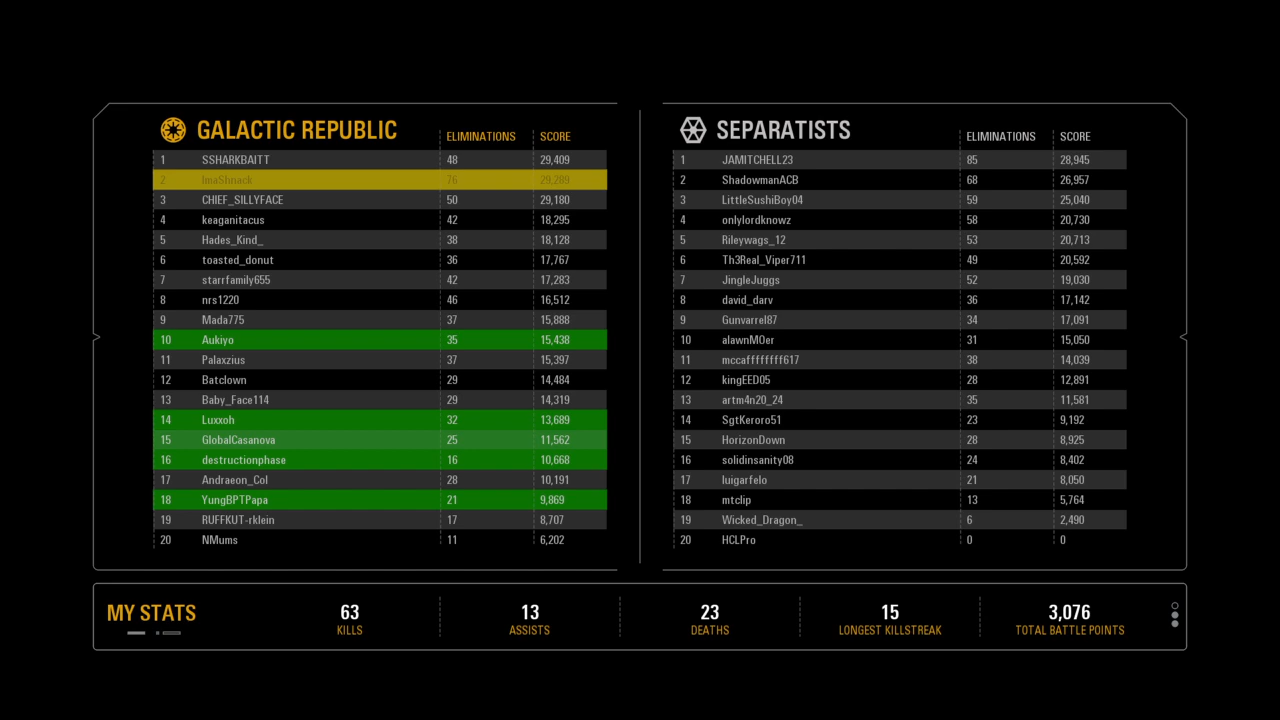 GALACTIC REPUBLIC ELIMINATIONS SCORE
1 SSHARKBAITT 48 29,409
2 ImaShnack 76 29,289
3 CHIEF_SILLYFACE 50 29,180
4 keaganitacus 42 18,295
5 Hades_Kind_ 38 18,128
6 toasted_donut 36 17,767
7 starrfamily655 42 17,283
8 nrs1220 46 16,512
9 Mada775 37 15,888
10 Aukiyo 35 15,438
11 Palaxzius 37 15,397
12 Batclown 29 14,484
13 Baby_Face114 29 14,319
14 Luxxoh 32 13,689
15 GlobalCasanova 25 11,562
16 destructionphase 16 10,668
17 Andraeon_Col 28 10,191
18 YungBPTPapa 21 9,869
19 RUFFKUT-rklein 17 8,707
20 NMums 11 6,202
SEPARATISTS ELIMINATIONS SCORE
1 JAMITCHELL23 85 28,945
2 ShadowmanACB 68 26,957
3 LittleSushiBoy04 59 25,040
4 onlylordknowz 58 20,730
5 Rileywags_12 53 20,713
6 Th3Real_Viper711 49 20,592
7 JingleJuggs 52 19,030
8 david_darv 36 17,142
9 Gunvarrel87 34 17,091
10 alawnM0er 31 15,050
11 mccaffffffff617 38 14,039
12 kingEED05 28 12,891
13 artm4n20_24 35 11,581
14 SgtKeroro51 23 9,192
15 HorizonDown 28 8,925
16 solidinsanity08 24 8,402
17 luigarfelo 21 8,050
18 mtclip 13 5,764
19 Wicked_Dragon_ 6 2,490
20 HCLPro 0 0
MY STATS
63 KILLS
13 ASSISTS
23 DEATHS
15 LONGEST KILLSTREAK
3,076 TOTAL BATTLE POINTS